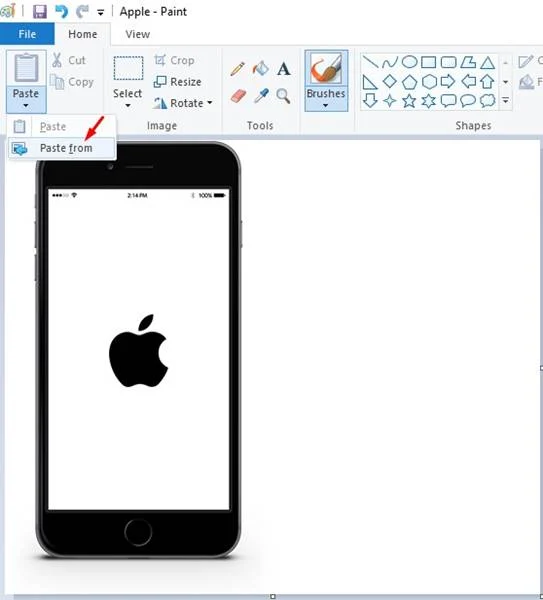 Apple - Paint
File Home View
Cut
Copy
Paste
Select
Crop
Resize
Rotate
A
Brushes
Image Tools Shapes
Paste
Paste from
2:14 PM 100%